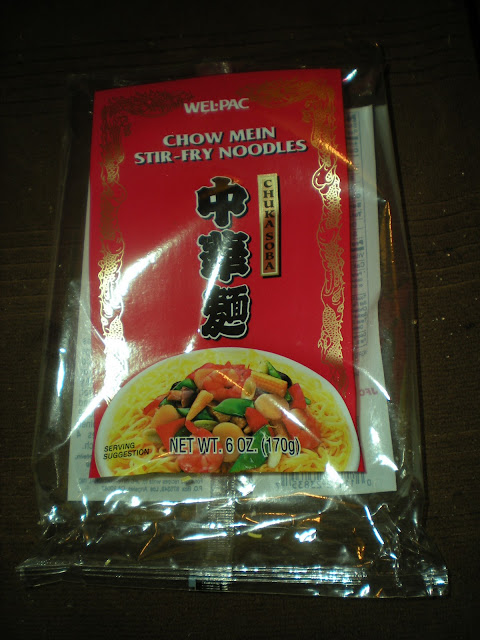 WEL·PAC
CHOW MEIN
STIR-FRY NOODLES
CHUKA SOBA
中華麺
SERVING
SUGGESTION
NET WT. 6 OZ. (170g)